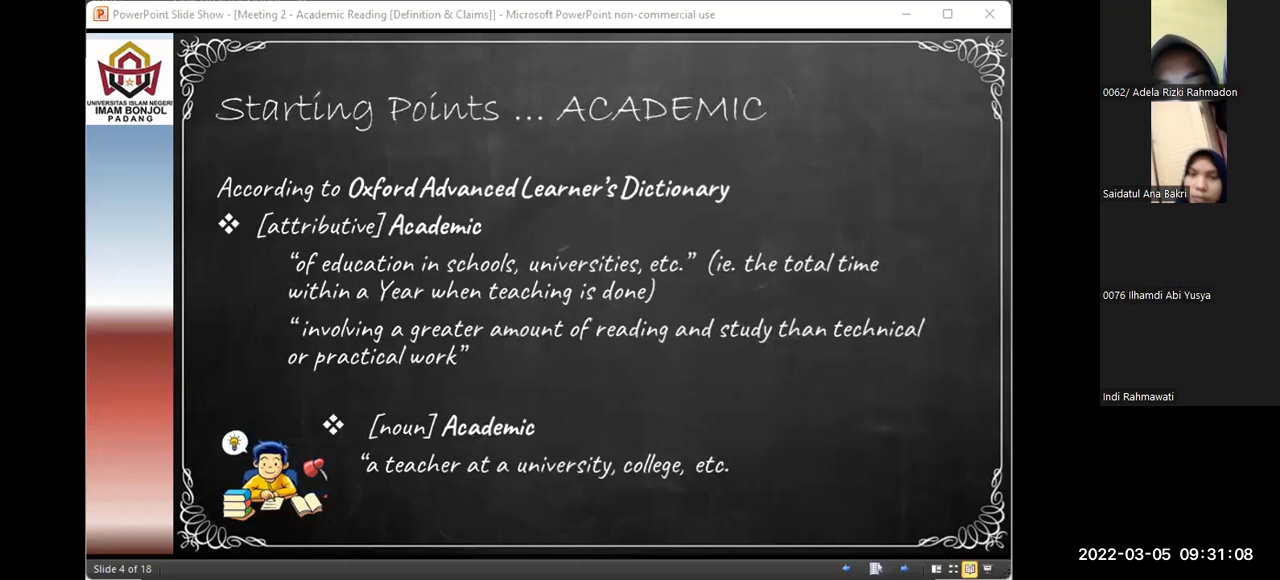 PowerPoint Slide Show - [Meeting 2 - Academic Reading [Definition & Claims]] - Microsoft PowerPoint non-commercial use
UNIVERSITAS ISLAM NEGERI
IMAM BONJOL
PADANG
Starting Points ... ACADEMIC
According to Oxford Advanced Learner's Dictionary
❖ [attributive] Academic
“of education in schools, universities, etc.” (ie. the total time
within a Year when teaching is done)
“involving a greater amount of reading and study than technical
or practical work”
❖ [noun] Academic
“a teacher at a university, college, etc.
Slide 4 of 18
0062/ Adela Rizki Rahmadon
Saidatul Ana Bakri
0076 Ilhamdi Abi Yusya
Indi Rahmawati
2022-03-05 09:31:08